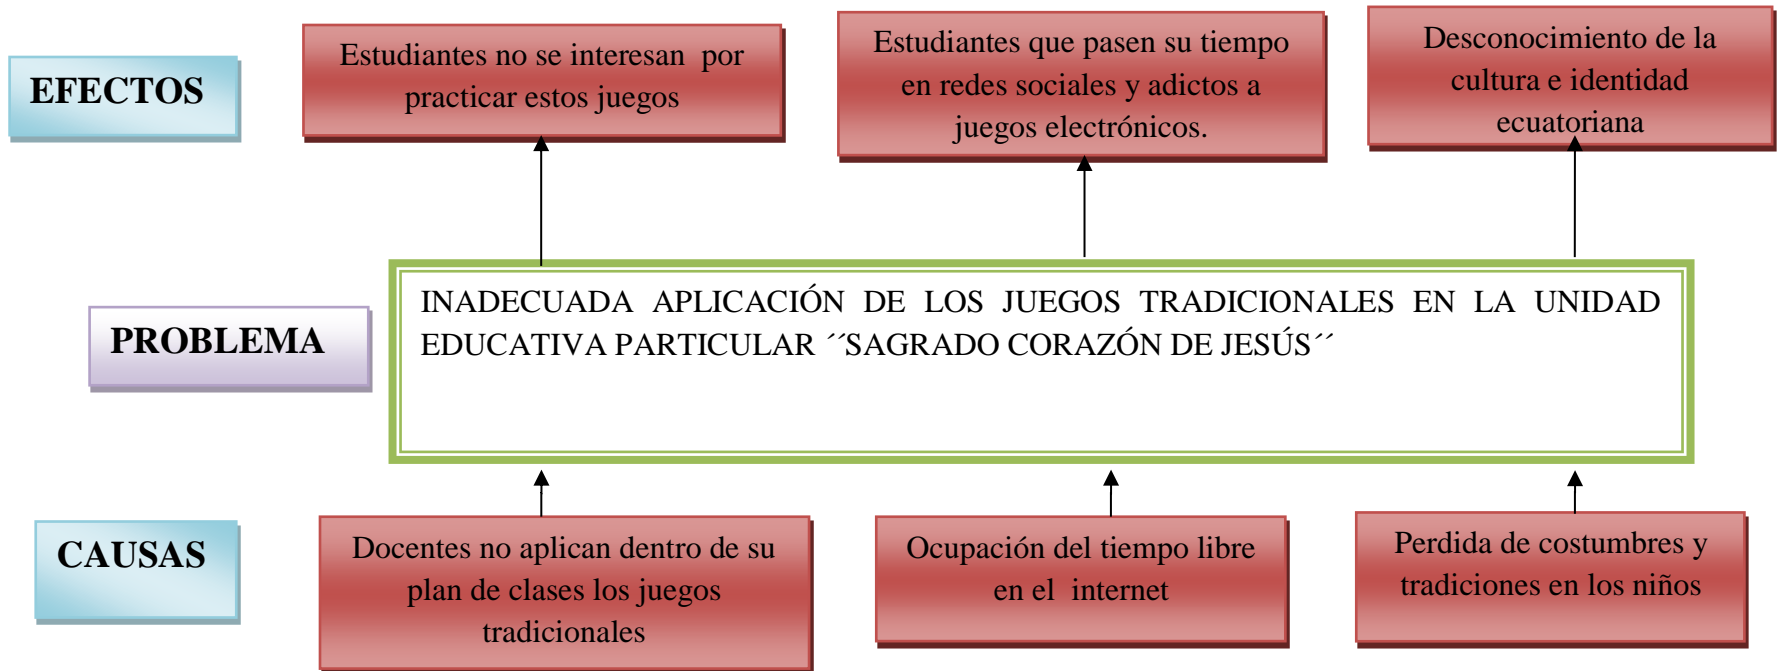 EFECTOS
Estudiantes no se interesan  por
practicar estos juegos
Estudiantes que pasen su tiempo
en redes sociales y adictos a
juegos electrónicos.
Desconocimiento de la
cultura e identidad
ecuatoriana
PROBLEMA
INADECUADA APLICACIÓN DE LOS JUEGOS TRADICIONALES EN LA UNIDAD
EDUCATIVA PARTICULAR ´´SAGRADO CORAZÓN DE JESÚS´´
CAUSAS
Docentes no aplican dentro de su
plan de clases los juegos
tradicionales
Ocupación del tiempo libre
en el  internet
Perdida de costumbres y
tradiciones en los niños